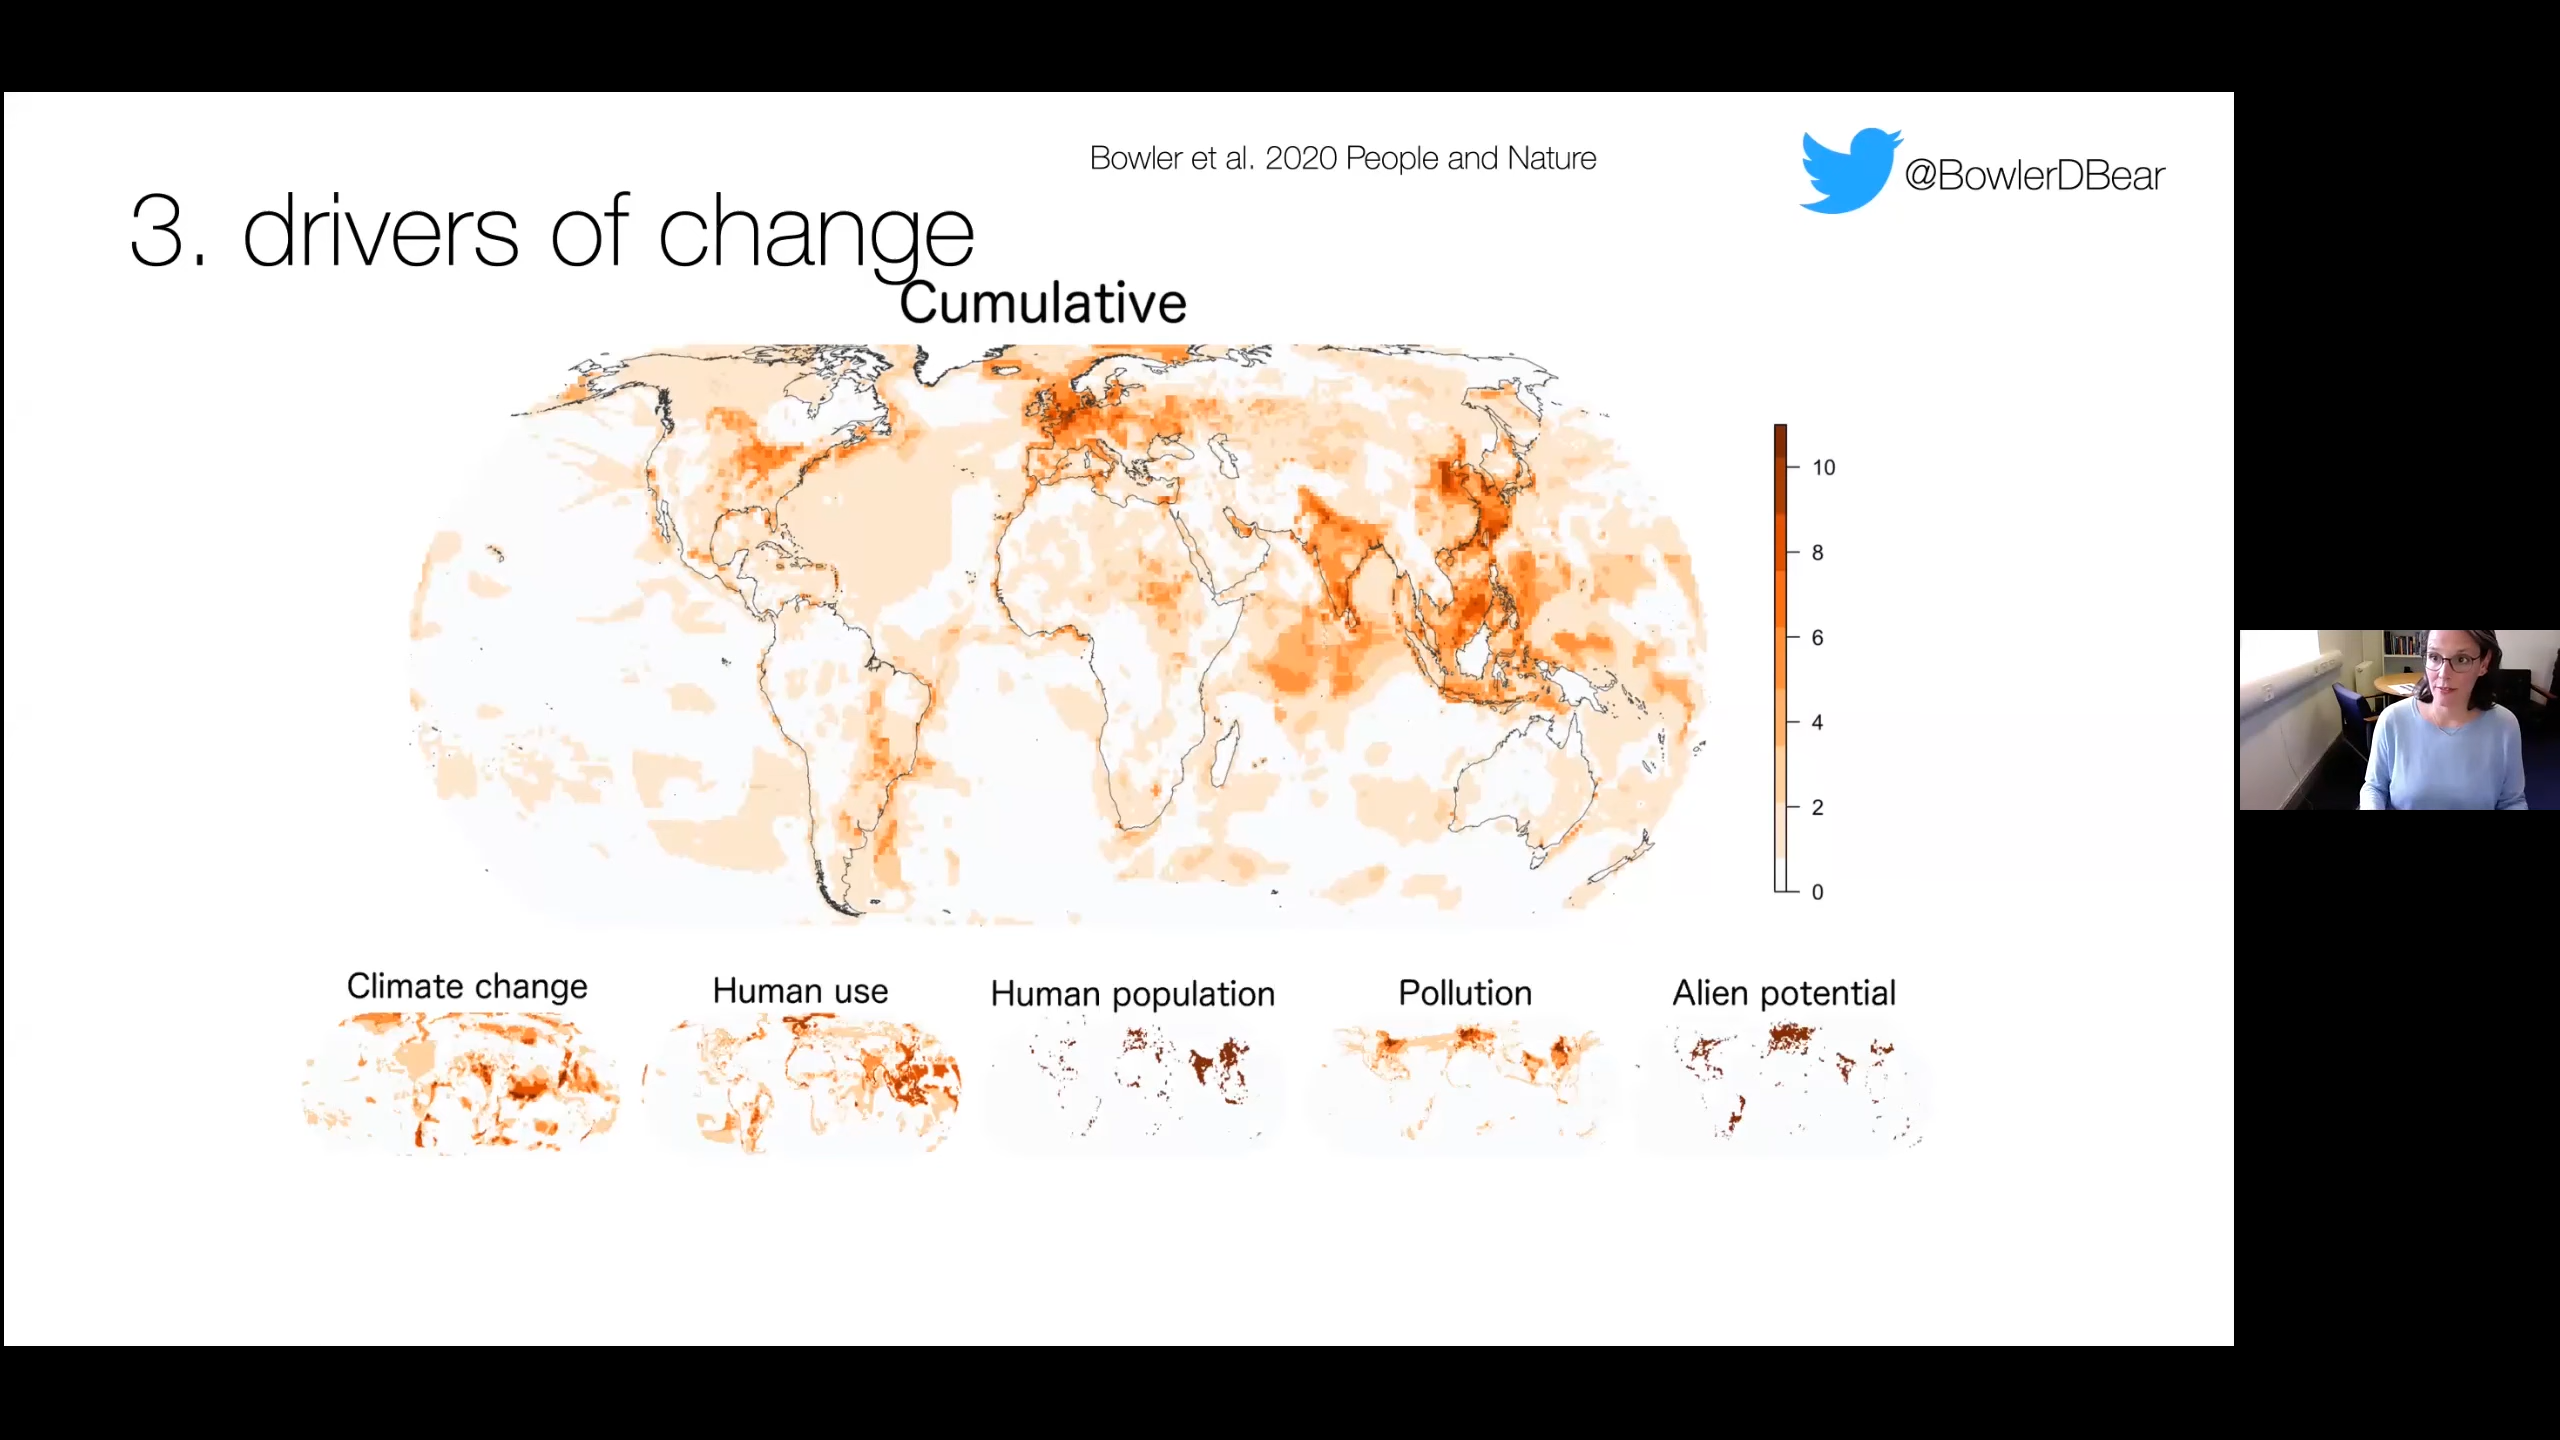 Bowler et al. 2020 People and Nature
@BowlerDBear
3. drivers of change
Cumulative
10
8
6
4
2
0
Climate change
Human use
Human population
Pollution
Alien potential